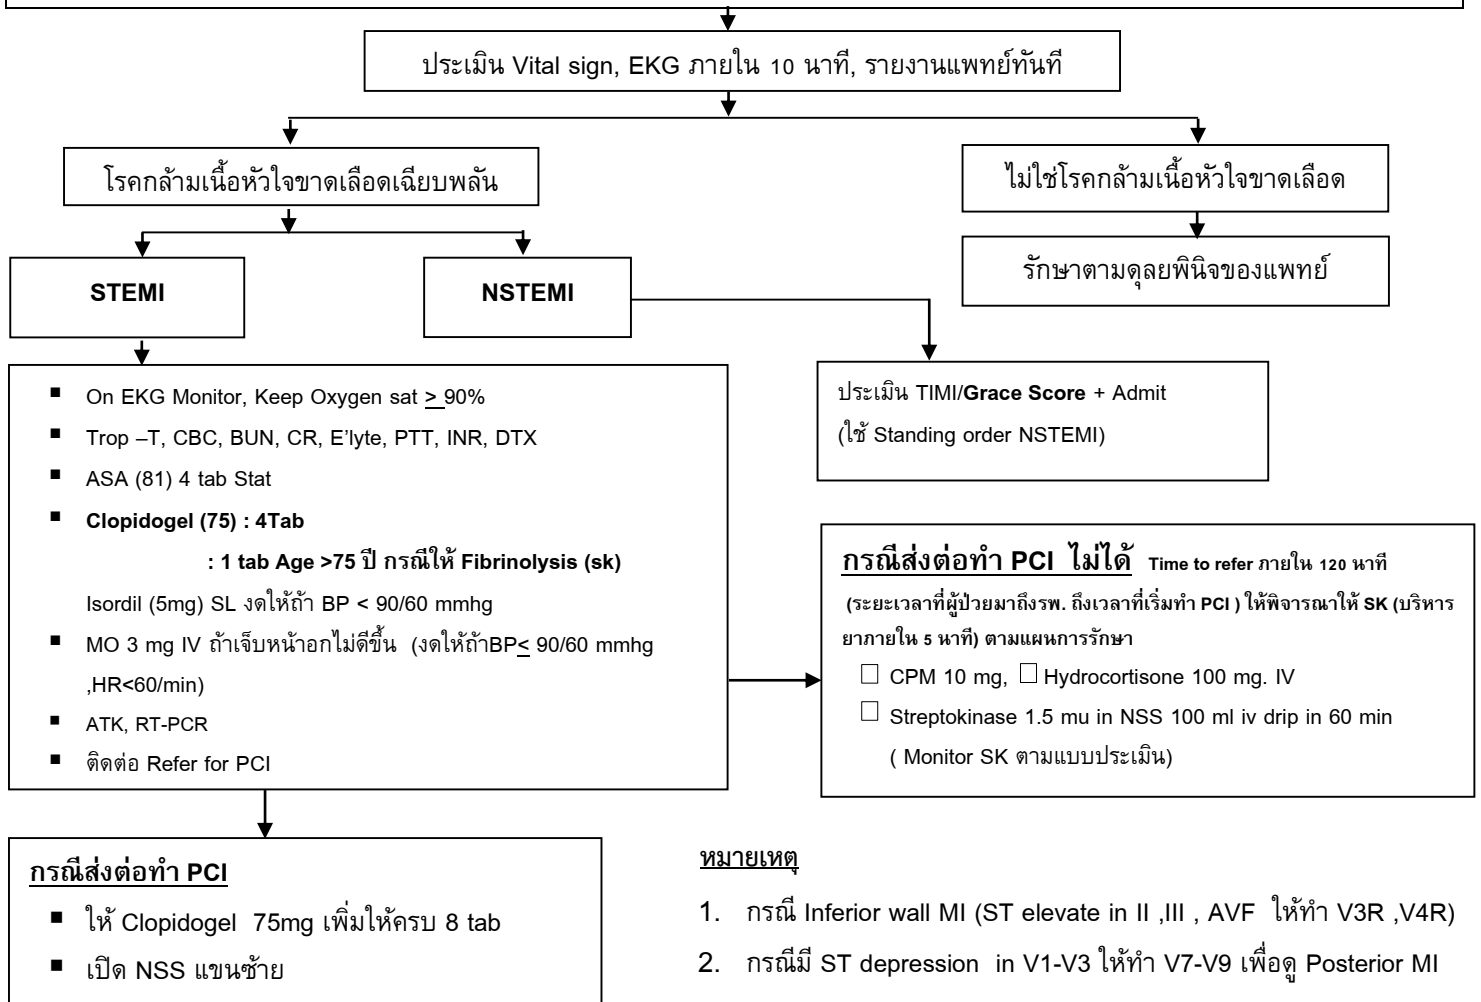 ประเมิน Vital sign, EKG ภายใน 10 นาที, รายงานแพทย์ทันที
โรคกล้ามเนื้อหัวใจขาดเลือดเฉียบพลัน
ไม่ใช่โรคกล้ามเนื้อหัวใจขาดเลือด
รักษาตามดุลยพินิจของแพทย์
STEMI
NSTEMI
■ On EKG Monitor, Keep Oxygen sat > 90%
■ Trop –T, CBC, BUN, CR, E'lyte, PTT, INR, DTX
■ ASA (81) 4 tab Stat
■ Clopidogel (75) : 4Tab
: 1 tab Age >75 ปี กรณีให้ Fibrinolysis (sk)
Isordil (5mg) SL งดให้ถ้า BP < 90/60 mmhg
■ MO 3 mg IV ถ้าเจ็บหน้าอกไม่ดีขึ้น (งดให้ถ้าBP< 90/60 mmhg
,HR<60/min)
■ ATK, RT-PCR
■ ติดต่อ Refer for PCI
ประเมิน TIMI/Grace Score + Admit
(ใช้ Standing order NSTEMI)
กรณีส่งต่อทำ PCI ไม่ได้ Time to refer ภายใน 120 นาที
(ระยะเวลาที่ผู้ป่วยมาถึงรพ. ถึงเวลาที่เริ่มทำ PCI ) ให้พิจารณาให้ SK (บริหาร
ยาภายใน 5 นาที) ตามแผนการรักษา
□ CPM 10 mg, □ Hydrocortisone 100 mg. IV
□ Streptokinase 1.5 mu in NSS 100 ml iv drip in 60 min
( Monitor SK ตามแบบประเมิน)
กรณีส่งต่อทำ PCI
■ ให้ Clopidogel 75mg เพิ่มให้ครบ 8 tab
■ เปิด NSS แขนซ้าย
หมายเหตุ
1. กรณี Inferior wall MI (ST elevate in II ,III , AVF ให้ทำ V3R ,V4R)
2. กรณีมี ST depression in V1-V3 ให้ทำ V7-V9 เพื่อดู Posterior MI